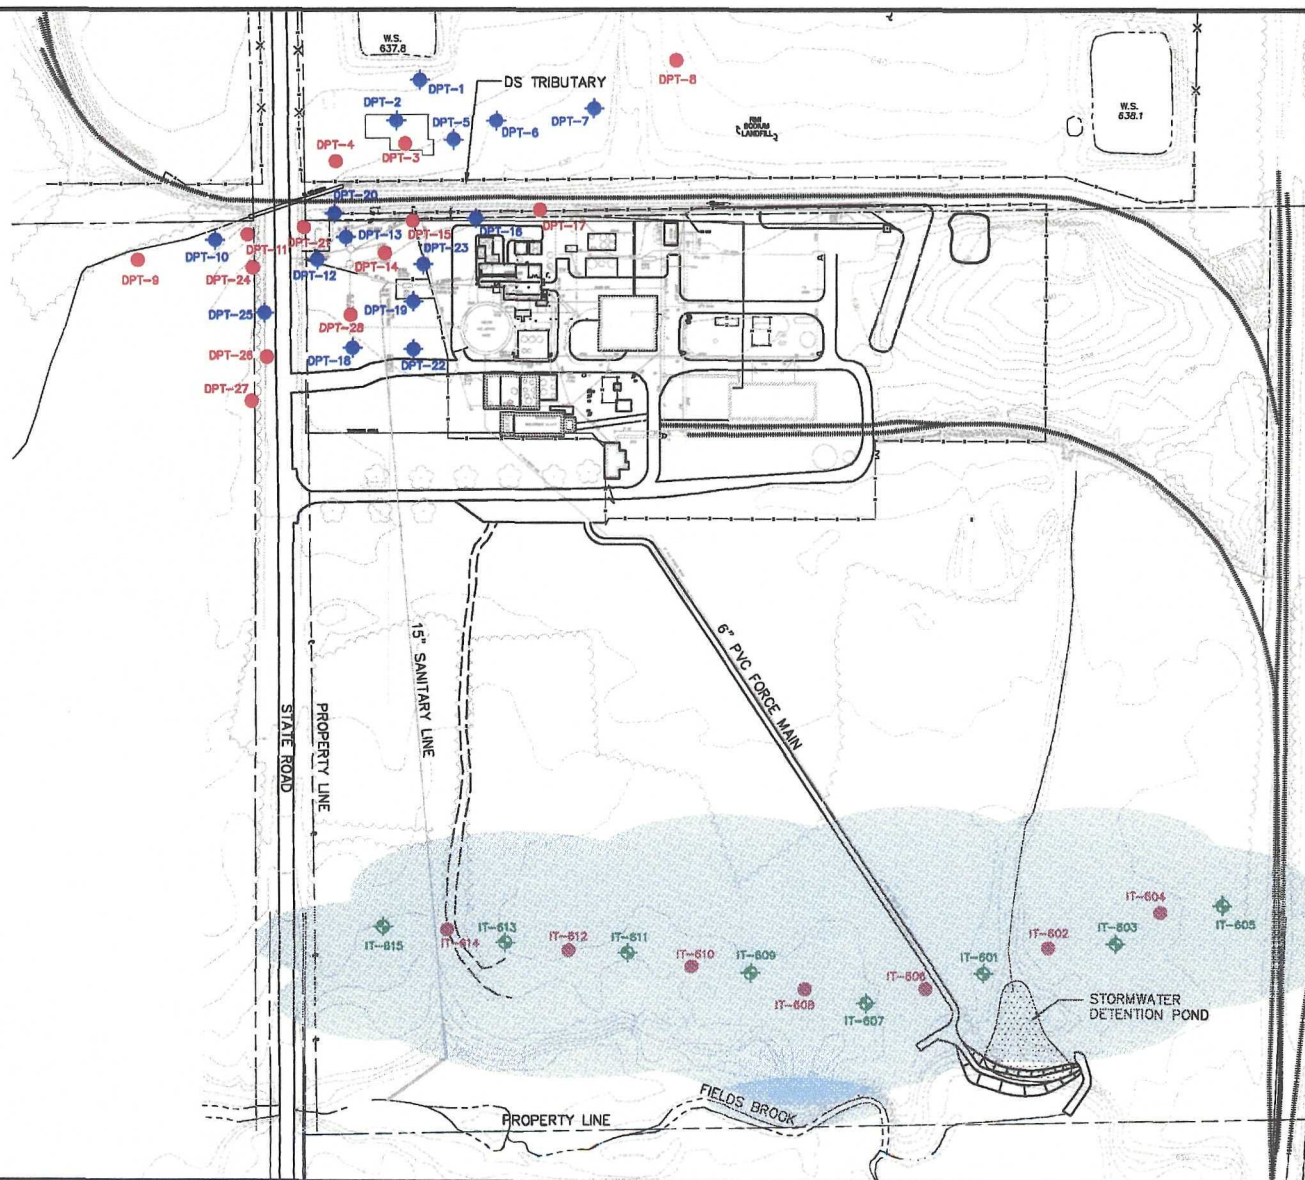 W.S.
637.8
DPT-1
DS TRIBUTARY
DPT-8
DPT-2
DPT-5
DPT-6
DPT-7
W.S.
638.1
RMI
SODIUM
LANDFILL
DPT-4
DPT-3
DPT-20
DPT-10
DPT-11
DPT-21
DPT-13
DPT-15
DPT-23
DPT-16
DPT-17
DPT-9
DPT-24
DPT-12
DPT-14
DPT-25
DPT-19
DPT-28
DPT-26
DPT-18
DPT-22
DPT-27
15" SANITARY LINE
6" PVC FORCE MAIN
STATE ROAD
PROPERTY LINE
IT-604
IT-605
IT-615
IT-614
IT-613
IT-612
IT-611
IT-610
IT-609
IT-608
IT-607
IT-606
IT-601
IT-602
IT-603
STORMWATER
DETENTION POND
FIELDS BROOK
PROPERTY LINE